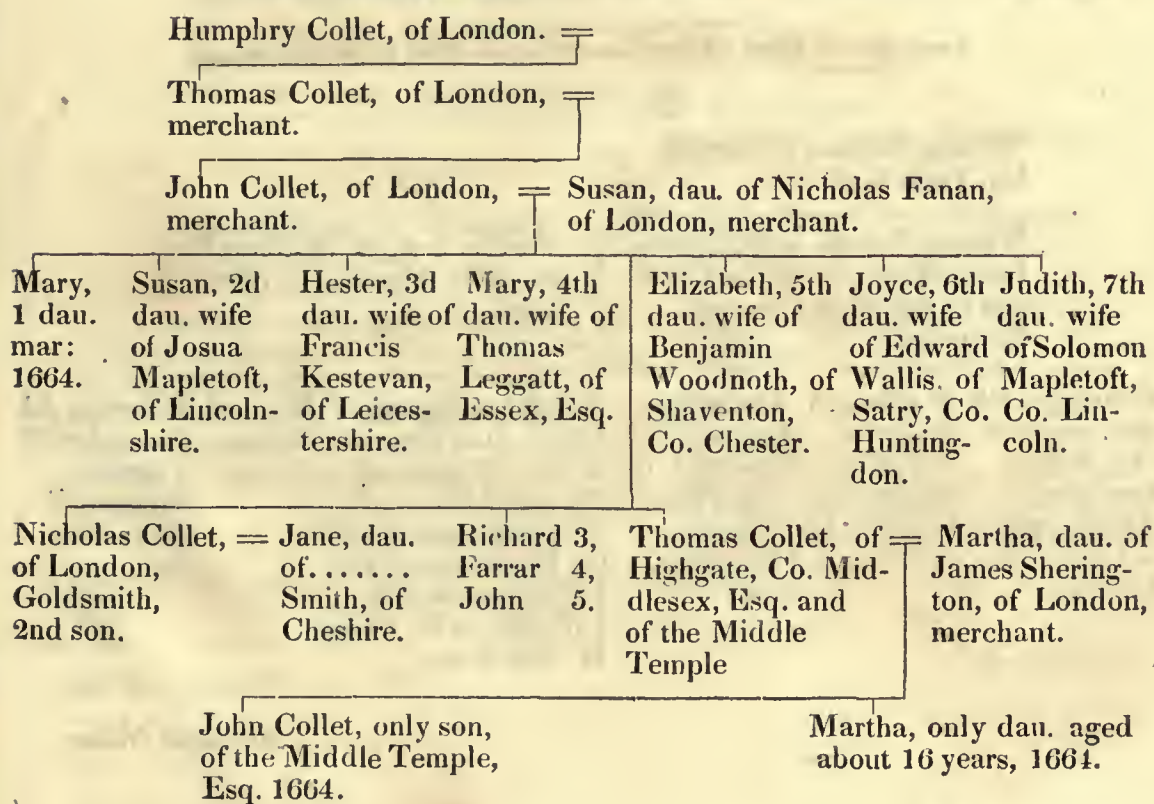 Humphry Collet, of London. =
Thomas Collet, of London, =
merchant.
John Collet, of London, =
merchant.
Susan, dau. of Nicholas Fanan,
of London, merchant.
Mary,
1 dau.
mar:
1664.
Susan, 2d
dau. wife
of Josua
Mapletoft,
of Lincoln-
shire.
Hester, 3d
dau. wife of
Francis
Kestevan,
of Leices-
tershire.
Mary, 4th
dau. wife of
Thomas
Leggatt, of
Essex, Esq.
Elizabeth, 5th
dau. wife of
Benjamin
Woodnoth, of
Shaventon,
Co. Chester.
Joyce, 6th
dau. wife
of Edward
Wallis. of
Satry, Co.
Hunting-
don.
Judith, 7th
dau. wife
of Solomon
Mapletoft,
Co. Lin-
coln.
Nicholas Collet, =
of London,
Goldsmith,
2nd son.
Jane, dau.
of.......
Smith, of
Cheshire.
Richard 3,
Farrar 4,
John 5.
Thomas Collet, of =
Highgate, Co. Mid-
dlesex, Esq. and
of the Middle
Temple
Martha, dau. of
James Shering-
ton, of London,
merchant.
John Collet, only son,
of the Middle Temple,
Esq. 1664.
Martha, only dau. aged
about 16 years, 1664.